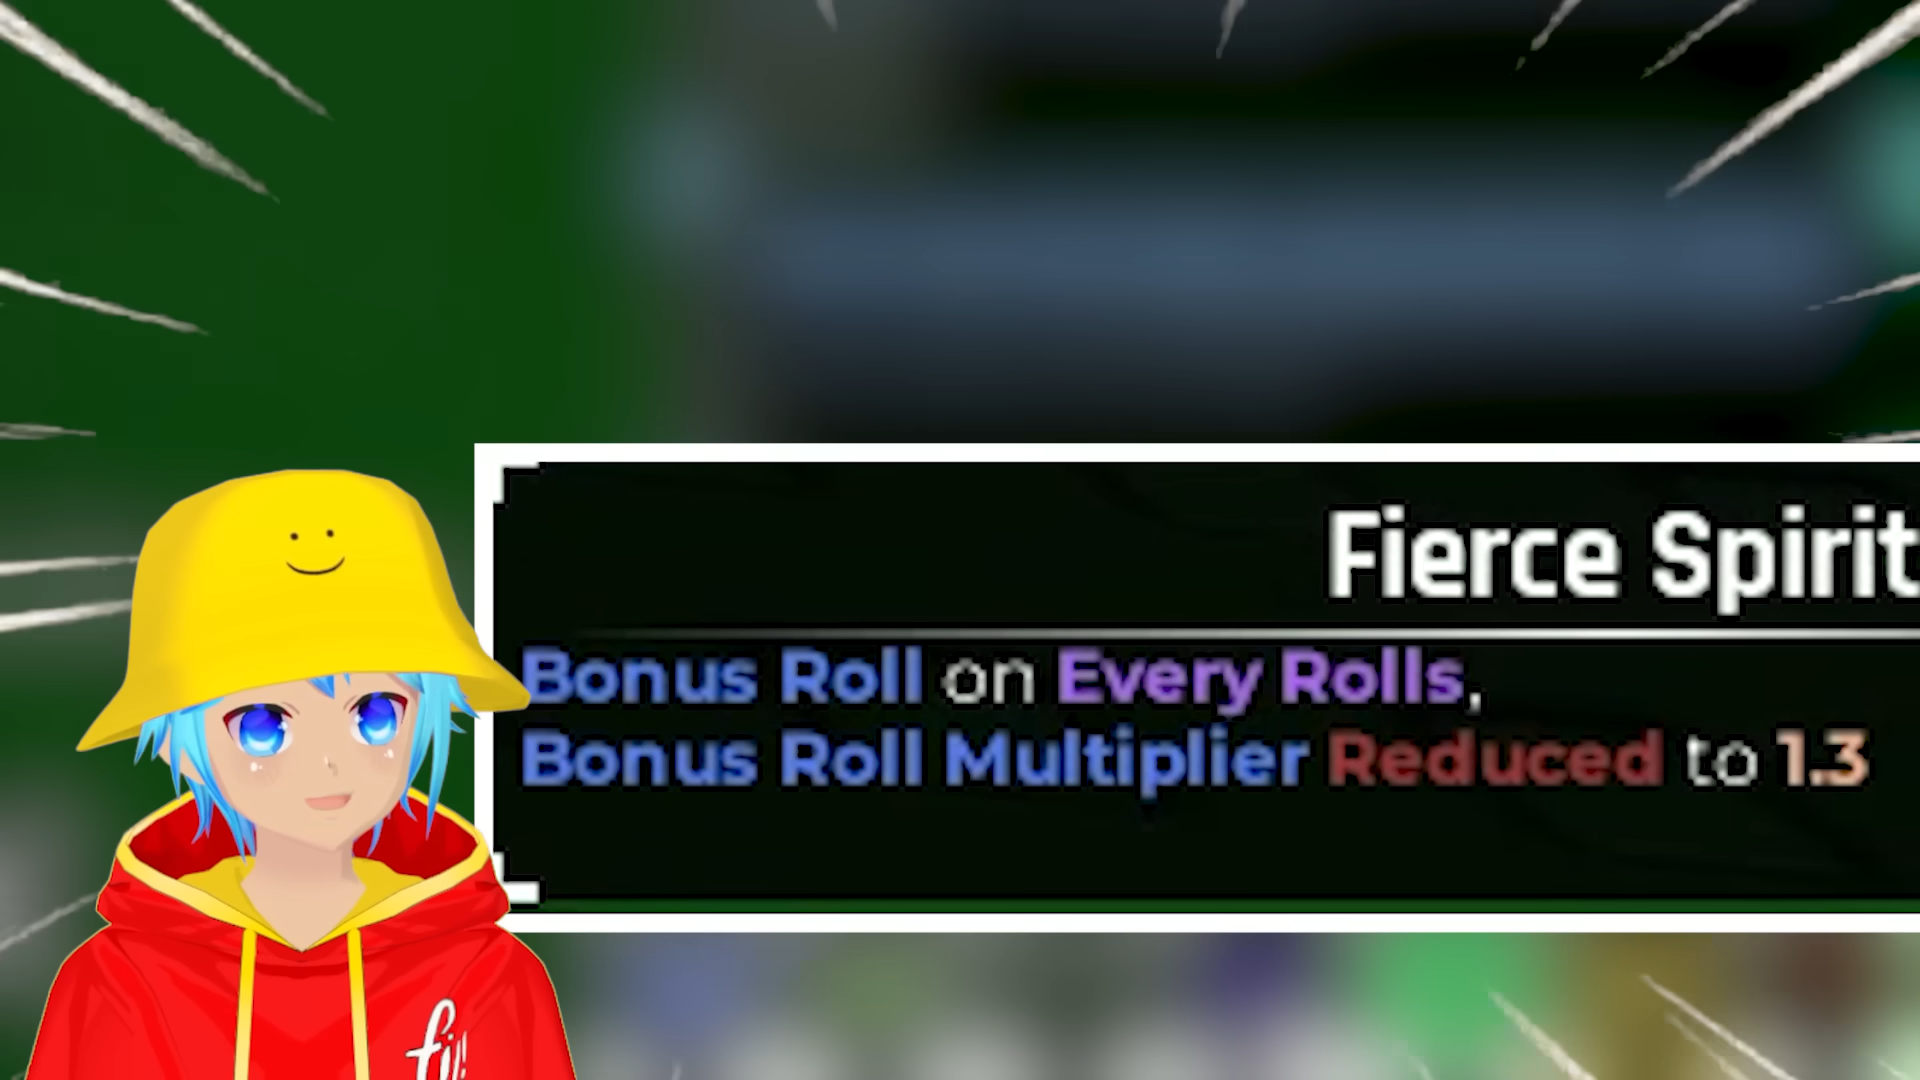 Fierce Spirit
Bonus Roll on Every Rolls,
Bonus Roll Multiplier Reduced to 1.3